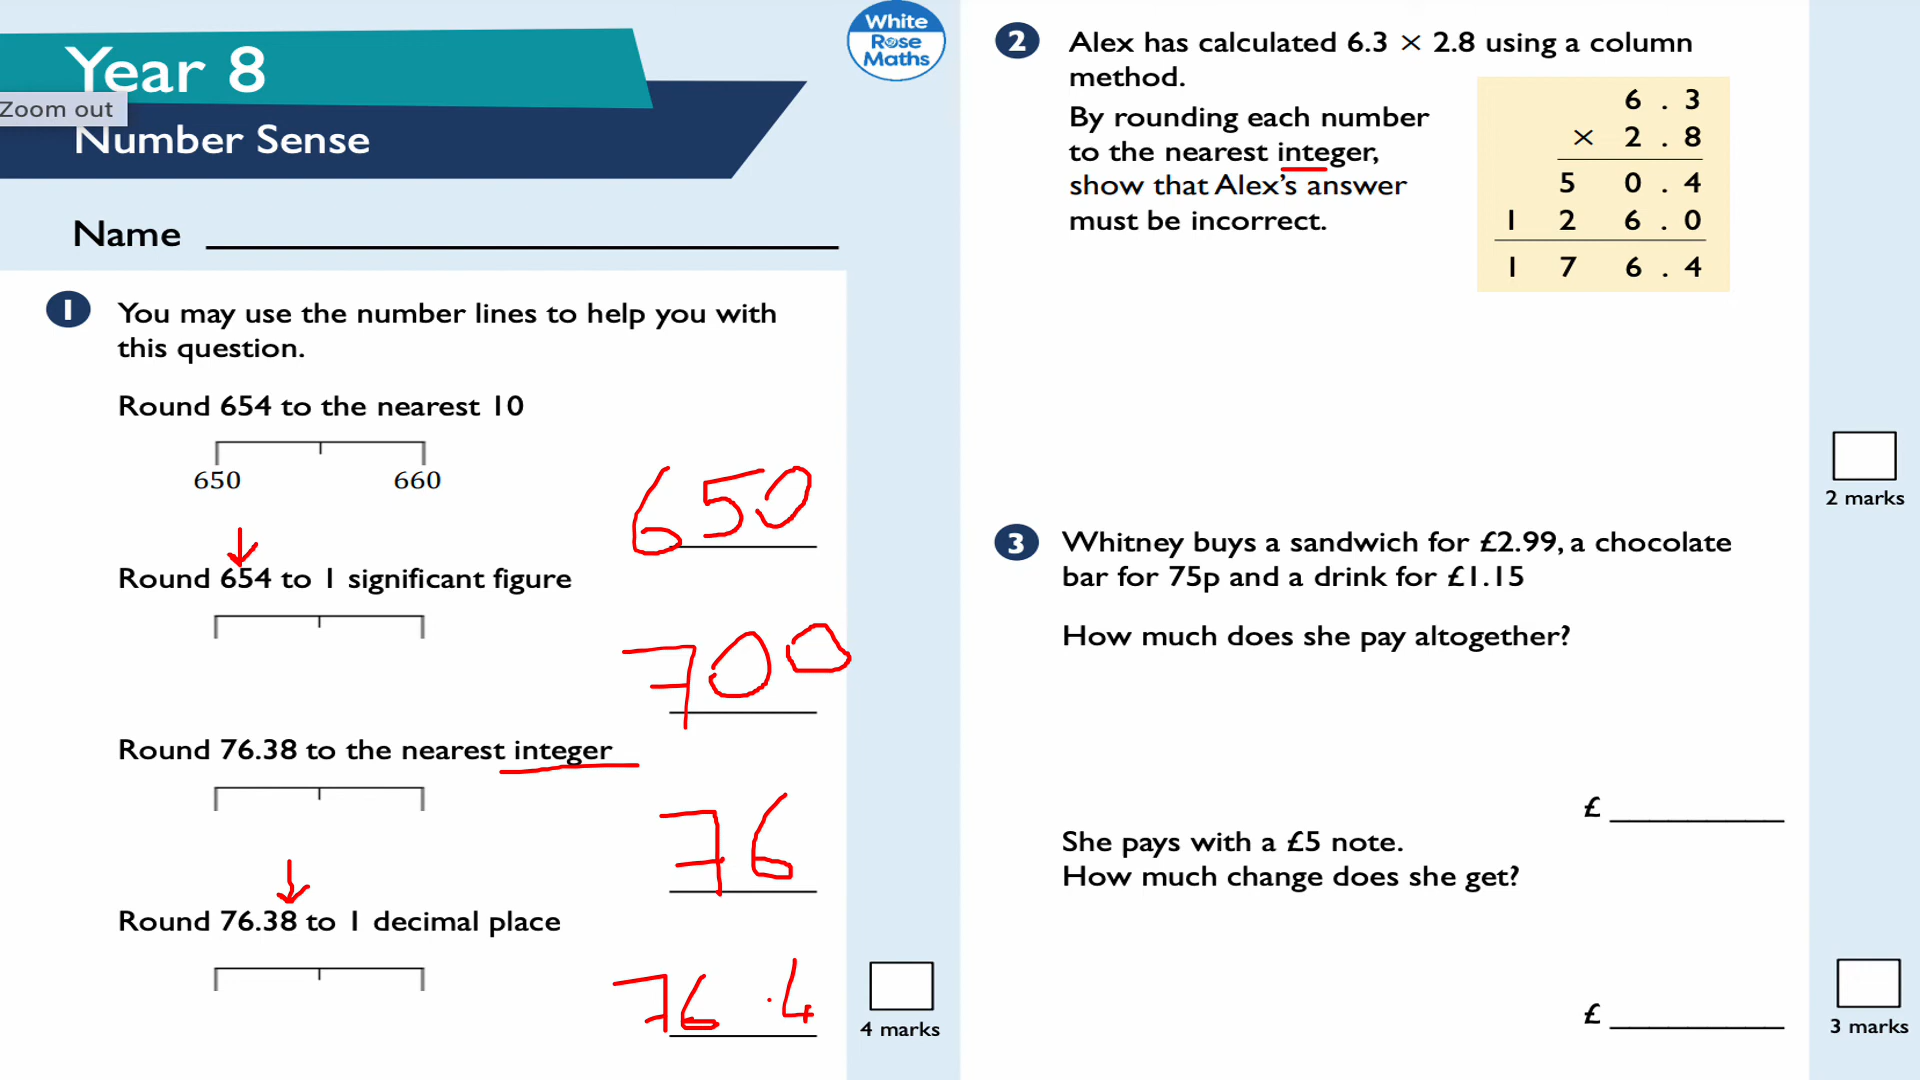 Year 8
Zoom out
Number Sense
White
Rose
Maths
Name
1 You may use the number lines to help you with
this question.
Round 654 to the nearest 10
650 660
650
Round 654 to 1 significant figure
700
Round 76.38 to the nearest integer
76
Round 76.38 to 1 decimal place
76.4
4 marks
2 Alex has calculated 6.3 × 2.8 using a column
method.
By rounding each number
to the nearest integer,
show that Alex’s answer
must be incorrect.
6 . 3
× 2 . 8
5 0 . 4
1 2 6 . 0
1 7 6 . 4
2 marks
3 Whitney buys a sandwich for £2.99, a chocolate
bar for 75p and a drink for £1.15
How much does she pay altogether?
£
She pays with a £5 note.
How much change does she get?
£
3 marks